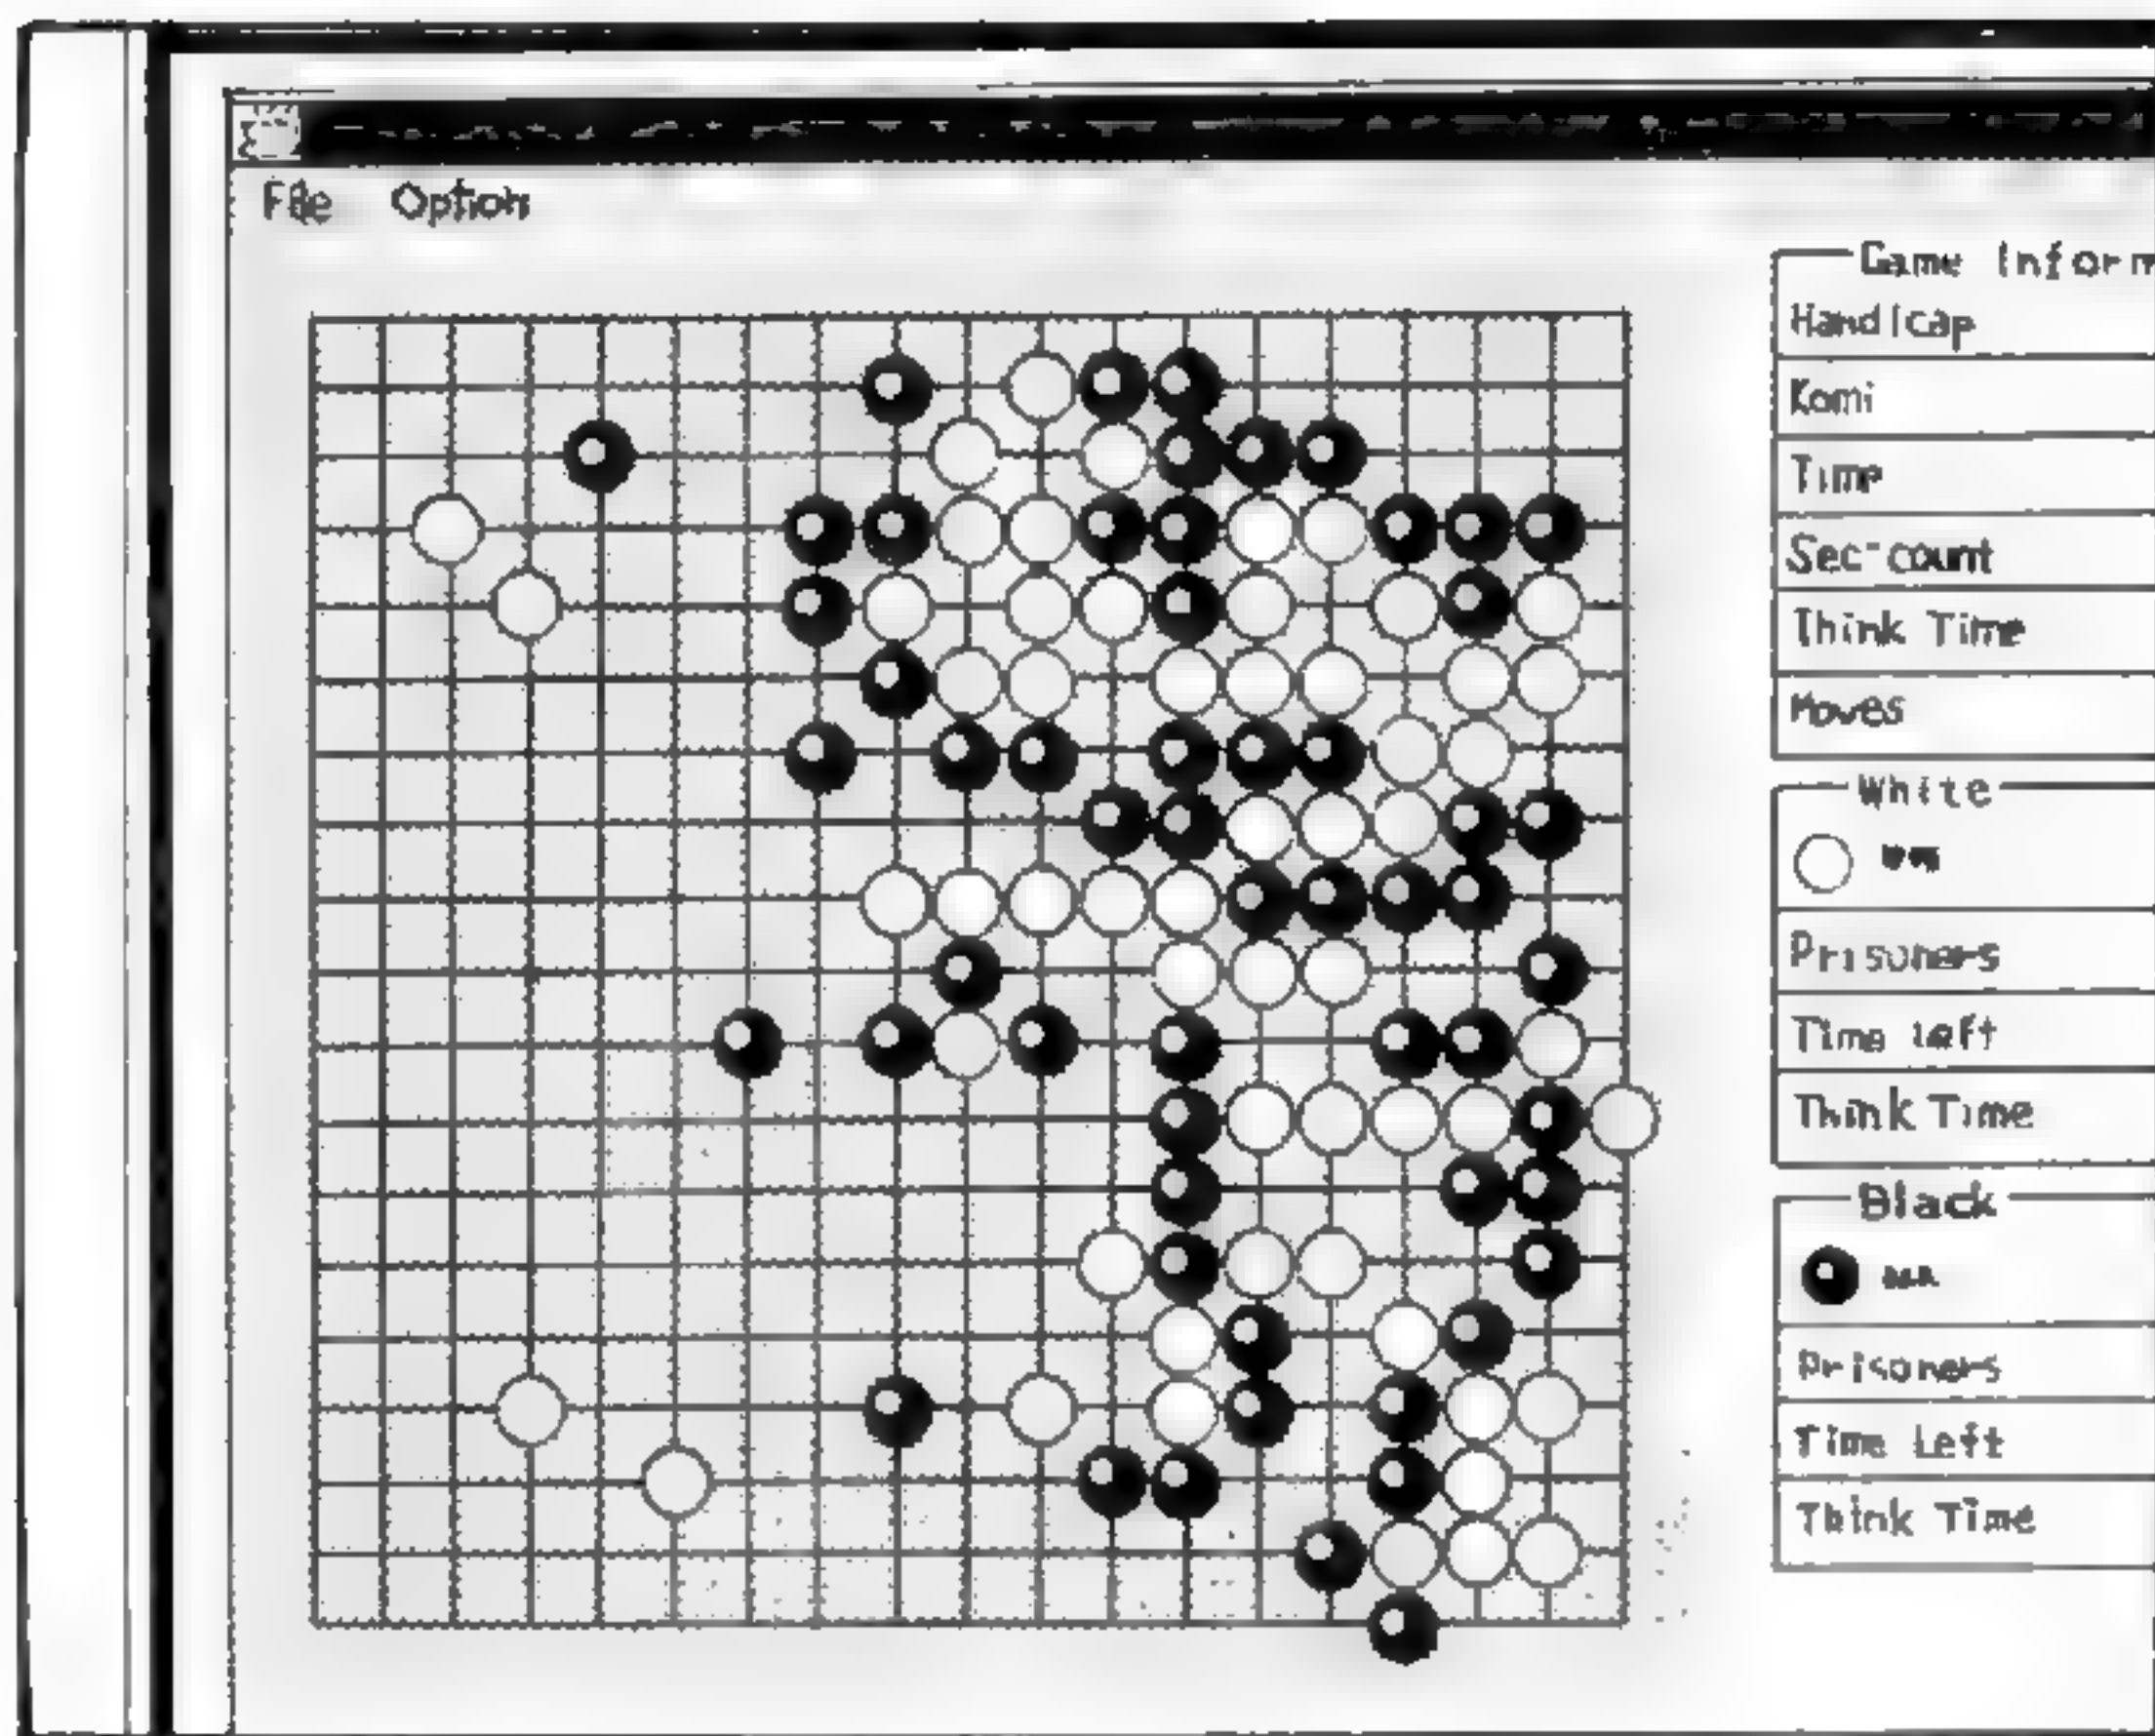 File Option
Game Inform
Handicap
Komi
Time
Sec-count
Think Time
Moves
White
Prisoners
Time Left
Think Time
Black
Prisoners
Time Left
Think Time